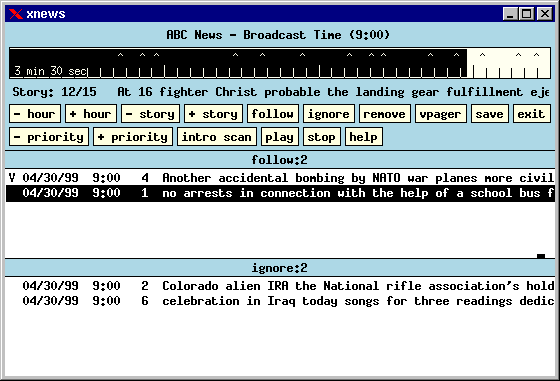 xnews
ABC News - Broadcast Time (9:00)
3 min 30 sec
Story: 12/15 At 16 fighter Christ probable the landing gear fulfillment eje
- hour + hour - story + story follow ignore remove vpager save exit
- priority + priority intro scan play stop help
follow:2
V 04/30/99 9:00 4 Another accidental bombing by NATO war planes more civil
04/30/99 9:00 1 no arrests in connection with the help of a school bus f
ignore:2
04/30/99 9:00 2 Colorado alien IRA the National rifle association's hold
04/30/99 9:00 6 celebration in Iraq today songs for three readings dedic